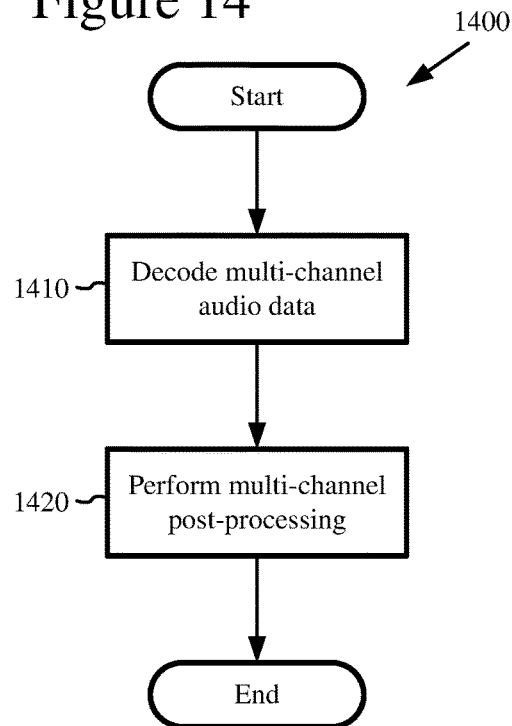 Figure 14
1400
Start
1410
Decode multi-channel
audio data
1420
Perform multi-channel
post-processing
End